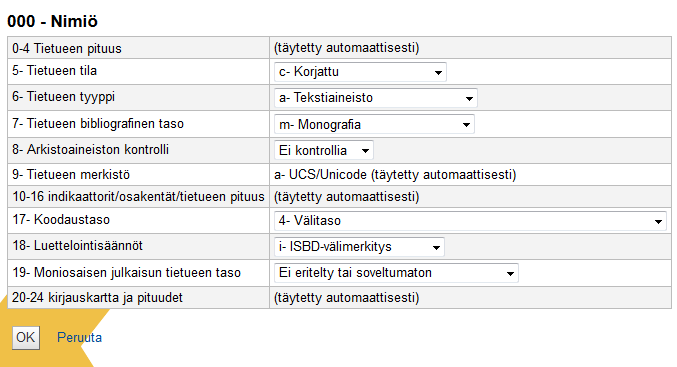 000 - Nimiö
0-4 Tietueen pituus (täytetty automaattisesti)
5- Tietueen tila c- Korjattu
6- Tietueen tyyppi a- Tekstiaineisto
7- Tietueen bibliografinen taso m- Monografia
8- Arkistoaineiston kontrolli Ei kontrollia
9- Tietueen merkistö a- UCS/Unicode (täytetty automaattisesti)
10-16 indikaattorit/osakentät/tietueen pituus (täytetty automaattisesti)
17- Koodaustaso 4- Välitaso
18- Luettelointisäännöt i- ISBD-välimerkitys
19- Moniosaisen julkaisun tietueen taso Ei eritelty tai soveltumaton
20-24 kirjauskartta ja pituudet (täytetty automaattisesti)
OK Peruuta